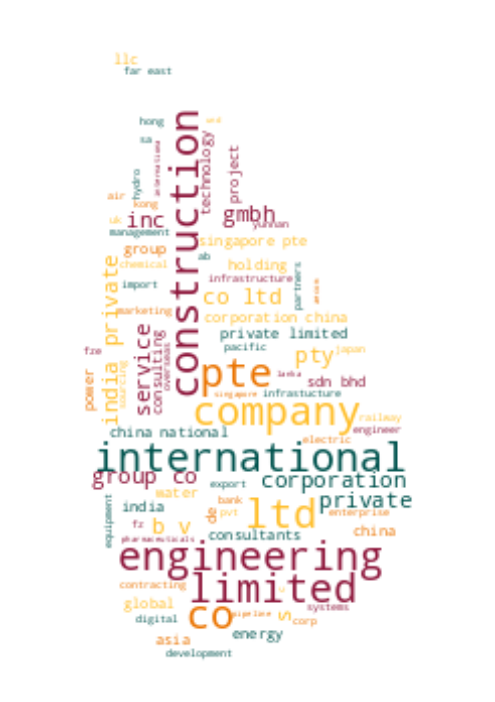 llc
far east
hong
construction
sa
international
technology
project
hydro
air
kong
inc
gmbh
yunnan
uk
management
group
singapore pte
ab
chemical
holding
infrastructure
partners
import
india private
co ltd
marketing
corporation china
service
consulting
overseas
private limited
pacific
fze
pty
japan
power
sourcing
pte
lanka
sdn bhd
singapore
infrastucture
company
railway
china national
engineer
electric
international
group co
corporation
export
water
private
bank
equipment
india
de
pvt
ltd
enterprise
fz
b v
china
pharmaceuticals
consultants
engineering
contracting
limited
global
co
pipeline
s
systems
digital
corp
energy
asia
development